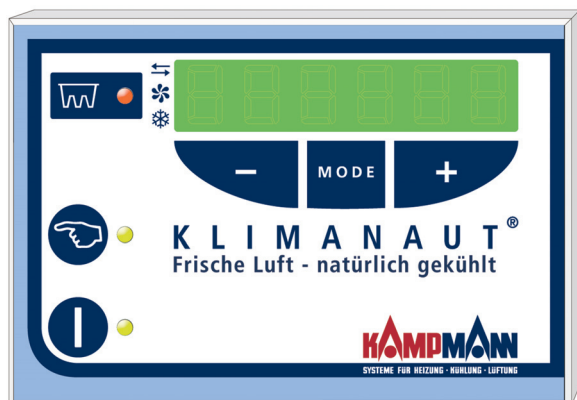 − MODE +
KLIMANAUT®
Frische Luft - natürlich gekühlt
KAMPMANN
SYSTEME FÜR HEIZUNG · KÜHLUNG · LÜFTUNG